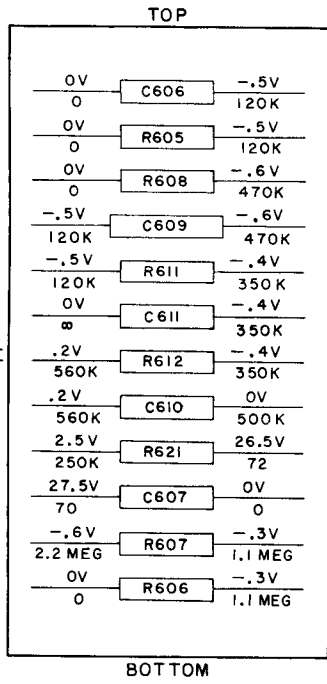 TOP
0V C606 -.5V
0 120K
0V R605 -.5V
0 120K
0V R608 -.6V
0 470K
-.5V C609 -.6V
120K 470K
-.5V R611 -.4V
120K 350K
0V C611 -.4V
∞ 350K
.2V R612 -.4V
560K 350K
.2V C610 0V
560K 500K
2.5V R621 26.5V
250K 72
27.5V C607 0V
70 0
-.6V R607 -.3V
2.2 MEG 1.1 MEG
0V R606 -.3V
0 1.1 MEG
BOTTOM